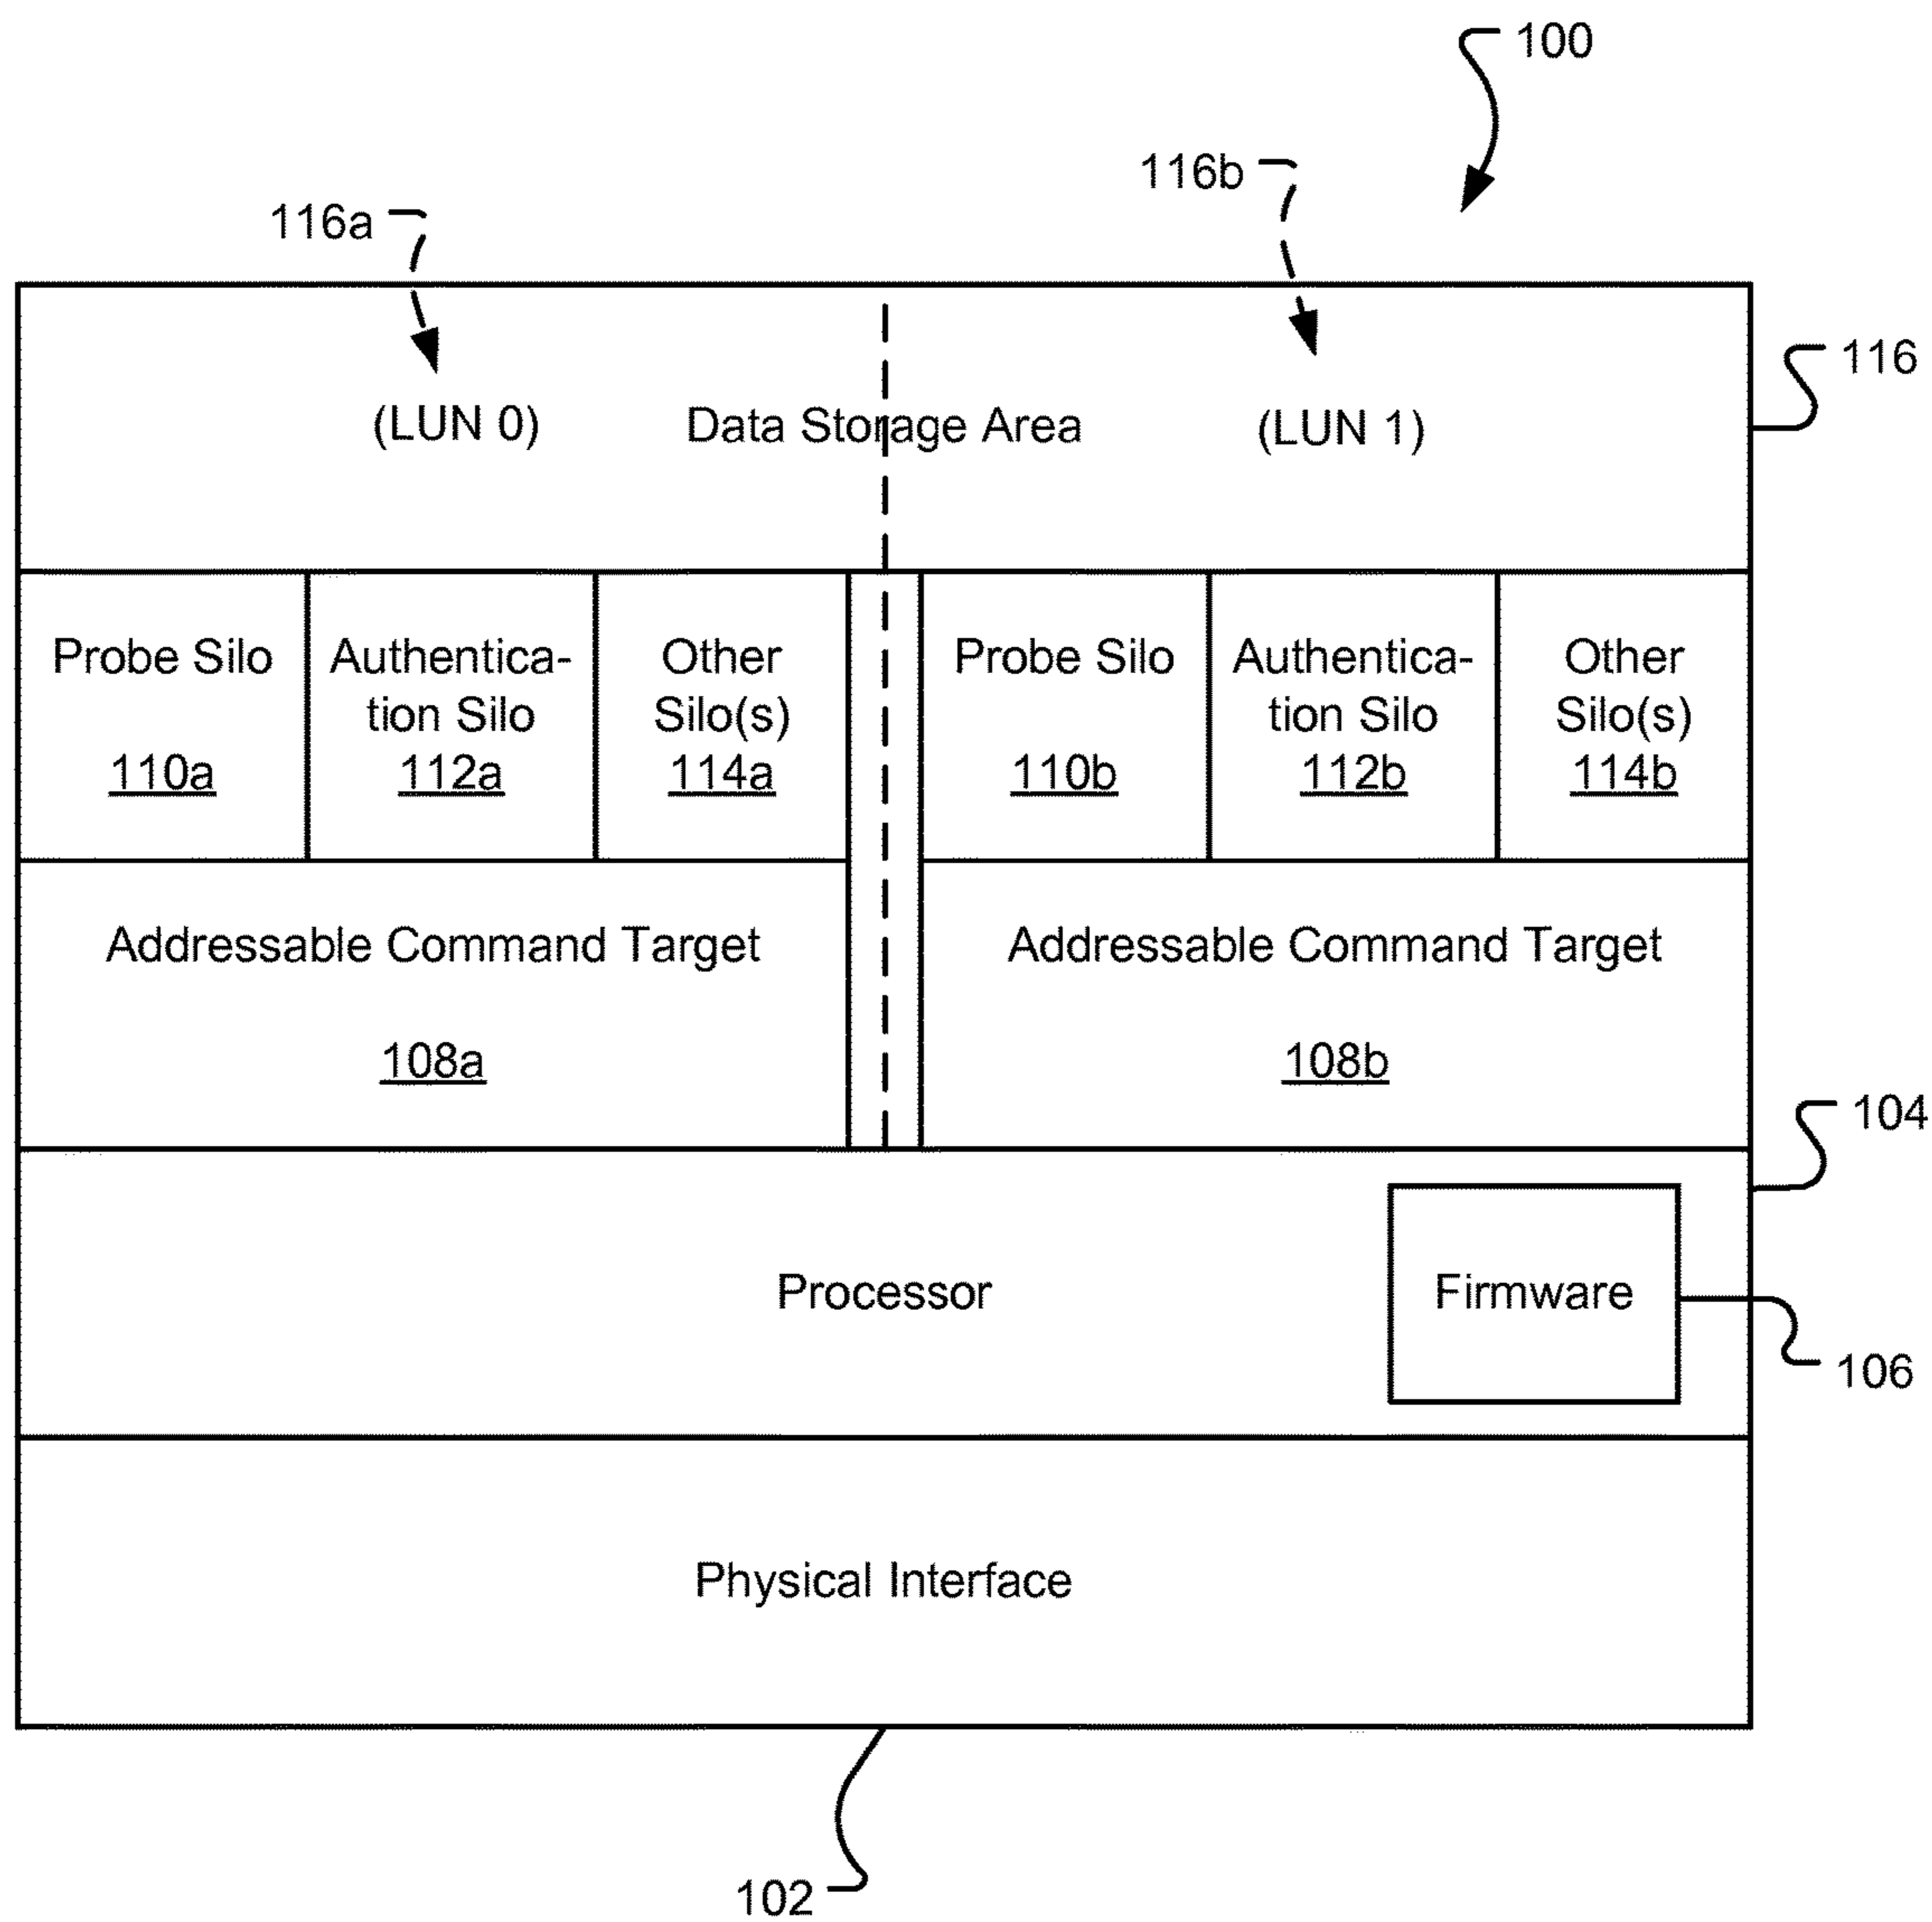 100
116b
116a
116
(LUN 0) Data Storage Area (LUN 1)
Probe Silo
110a
Authentica-
tion Silo
112a
Other
Silo(s)
114a
Probe Silo
110b
Authentica-
tion Silo
112b
Other
Silo(s)
114b
Addressable Command Target
108a
Addressable Command Target
108b
104
Processor
Firmware
106
Physical Interface
102